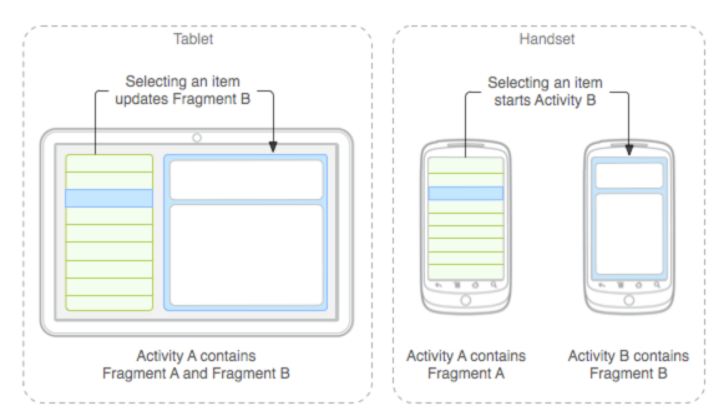 Tablet
Selecting an item
updates Fragment B
Activity A contains
Fragment A and Fragment B
Handset
Selecting an item
starts Activity B
Activity A contains
Fragment A
Activity B contains
Fragment B